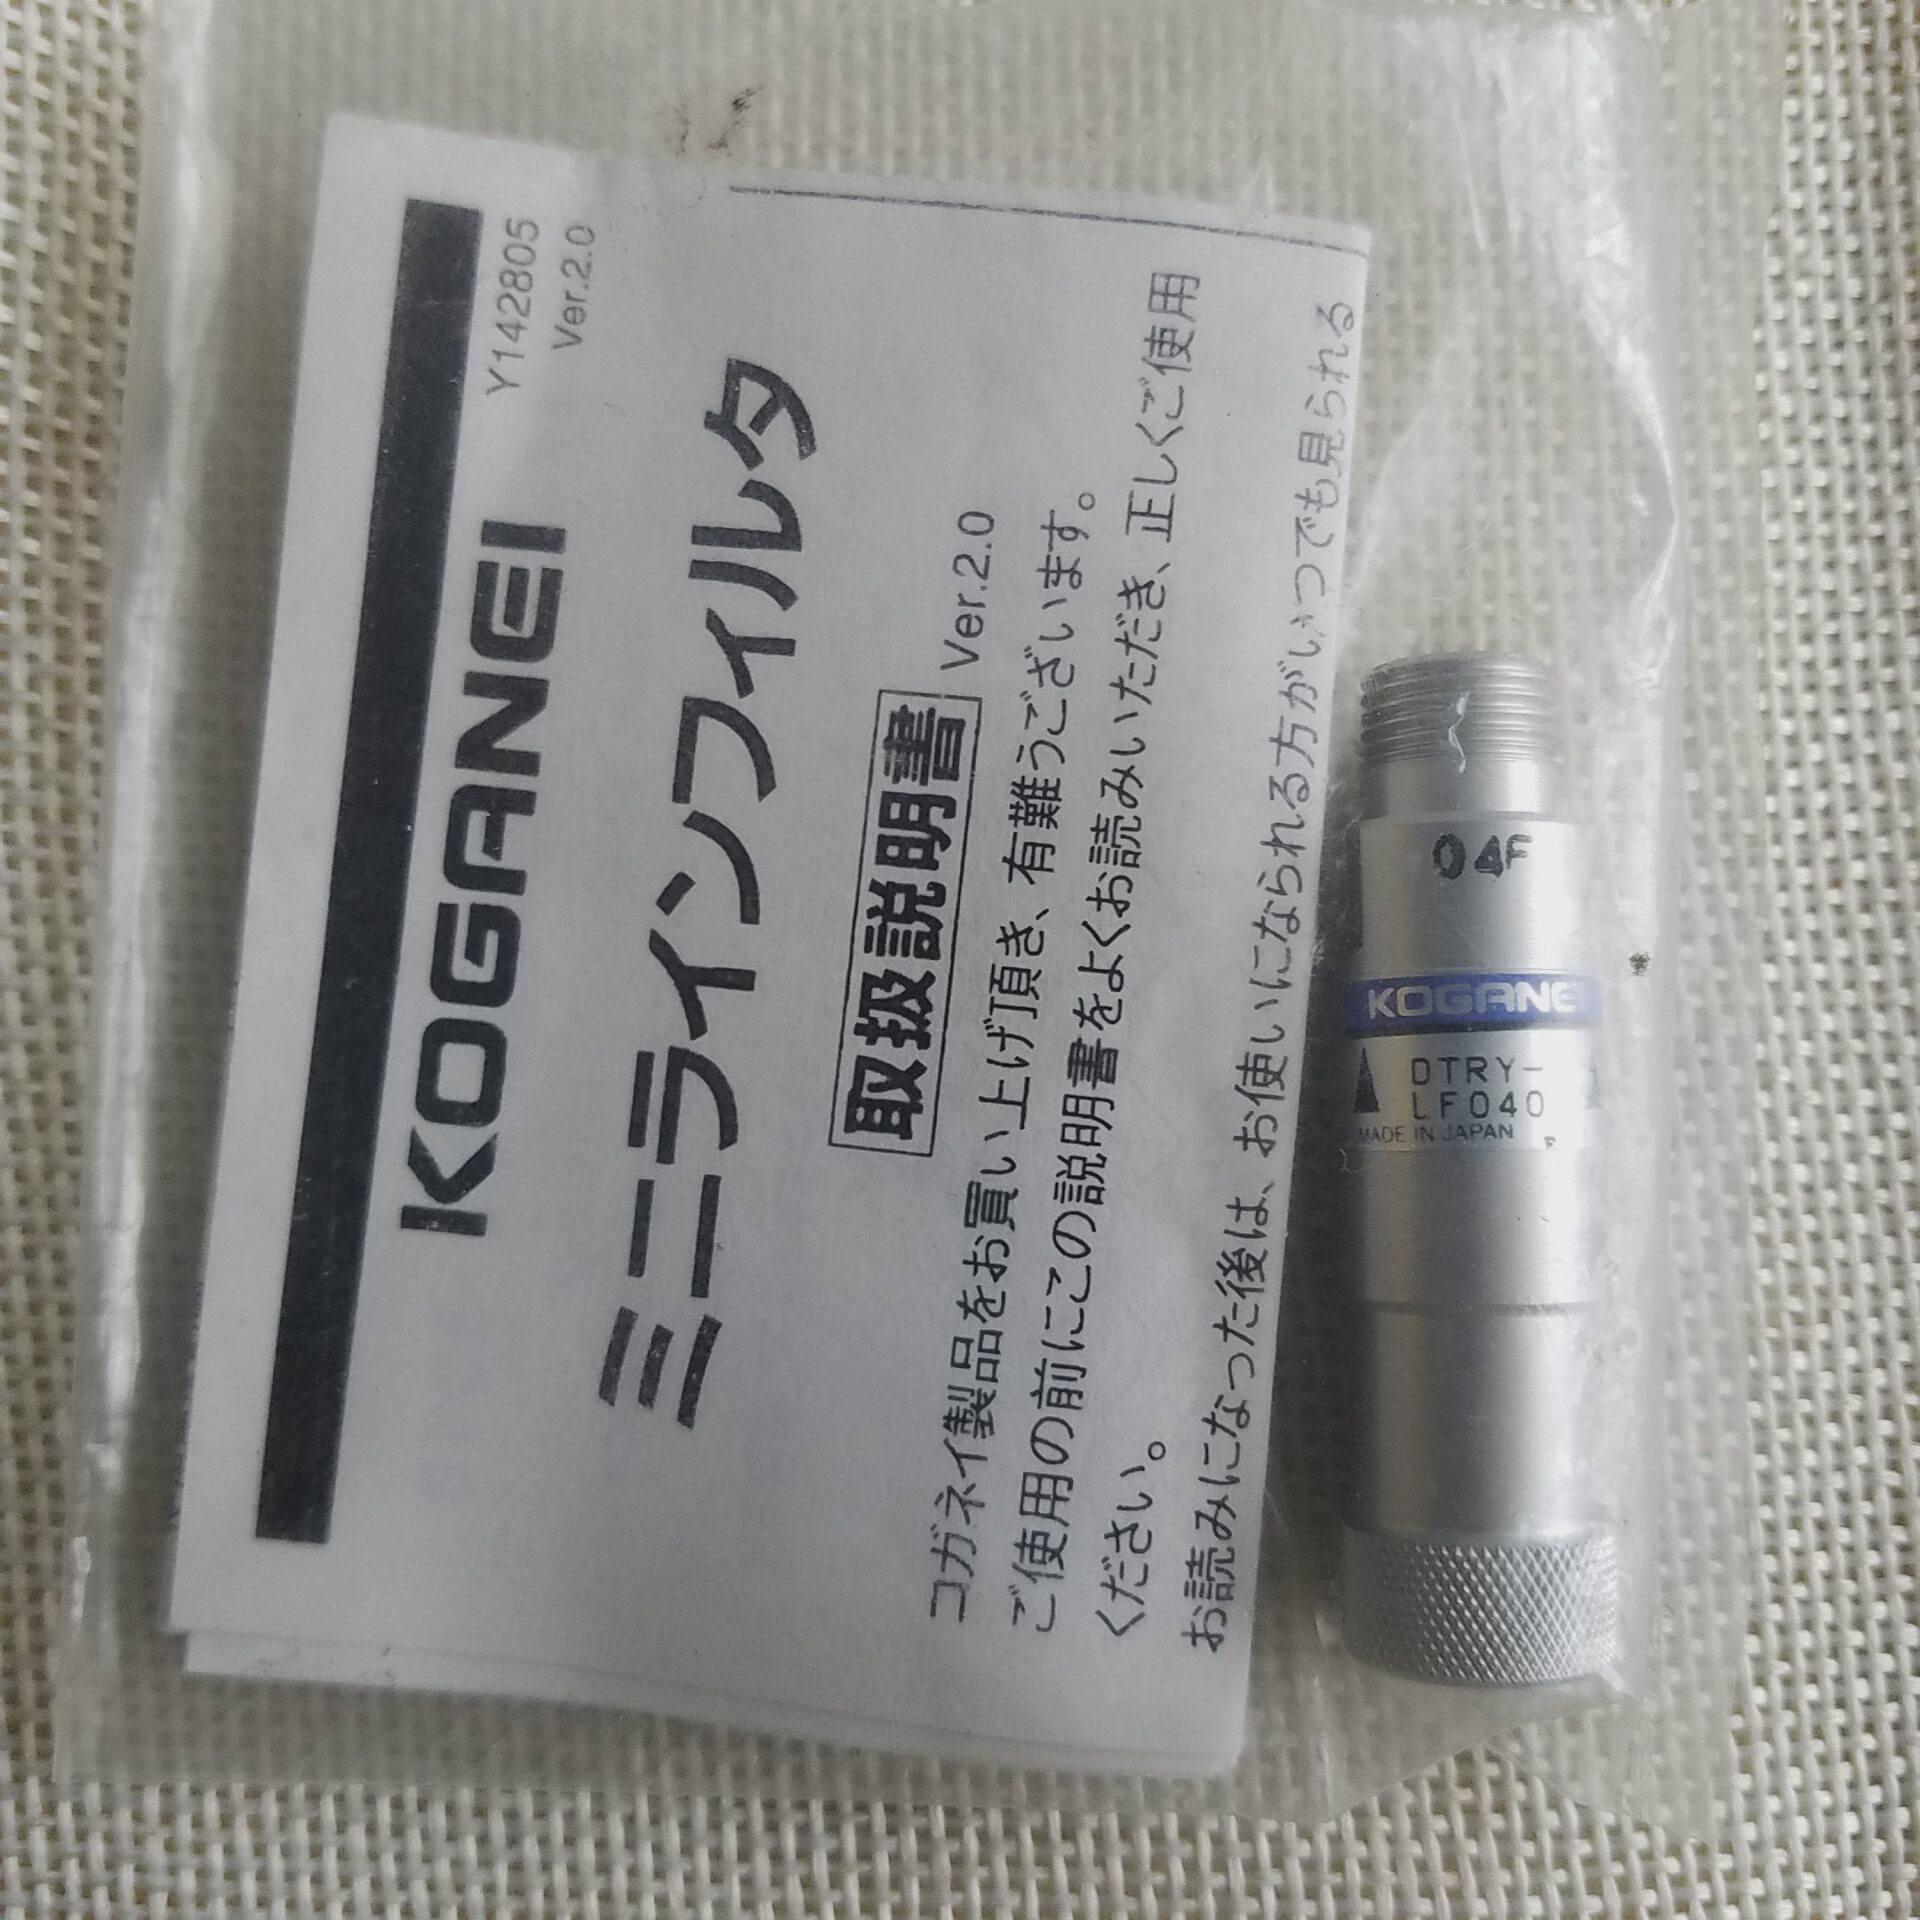 Y142805
Ver.2.0
KOGANEI
ミニラインフィルタ
取扱説明書 Ver.2.0
コガネイ製品をお買い上げ頂き、有難うございます。
ご使用の前にこの説明書をよくお読みいただき、正しくご使用
ください。
お読みになった後は、お使いになられる方がいつでも見られる
04F
KOGANEI
DTRY-
LF040
MADE IN JAPAN